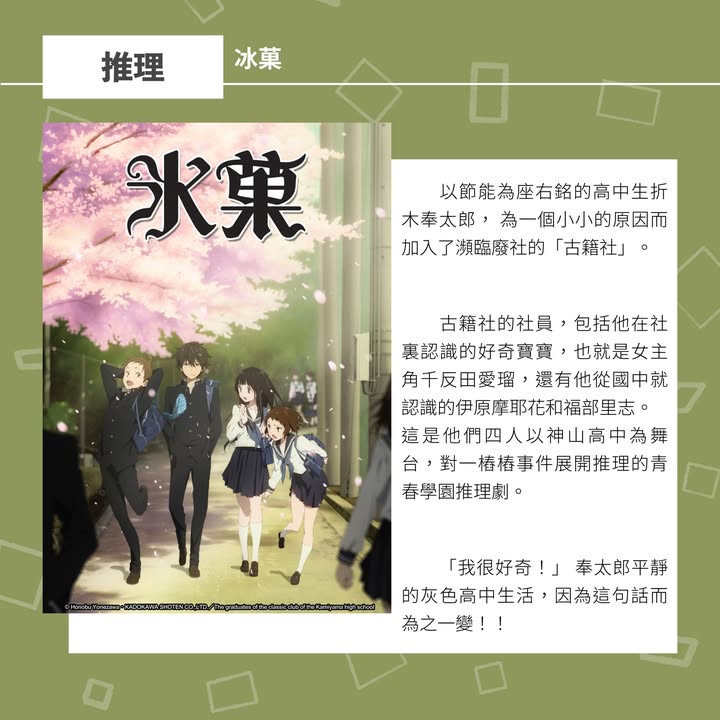 推理
冰菓
氷菓
以節能為座右銘的高中生折
木奉太郎， 為一個小小的原因而
加入了瀕臨廢社的「古籍社」。
古籍社的社員，包括他在社
裏認識的好奇寶寶，也就是女主
角千反田愛瑠，還有他從國中就
認識的伊原摩耶花和福部里志。
這是他們四人以神山高中為舞
台，對一樁樁事件展開推理的青
春學園推理劇。
「我很好奇！」 奉太郎平靜
的灰色高中生活，因為這句話而
為之一變！！
© Honobu Yonezawa・KADOKAWA SHOTEN CO.,LTD.／The graduates of the classic club of the Kamiyama high school